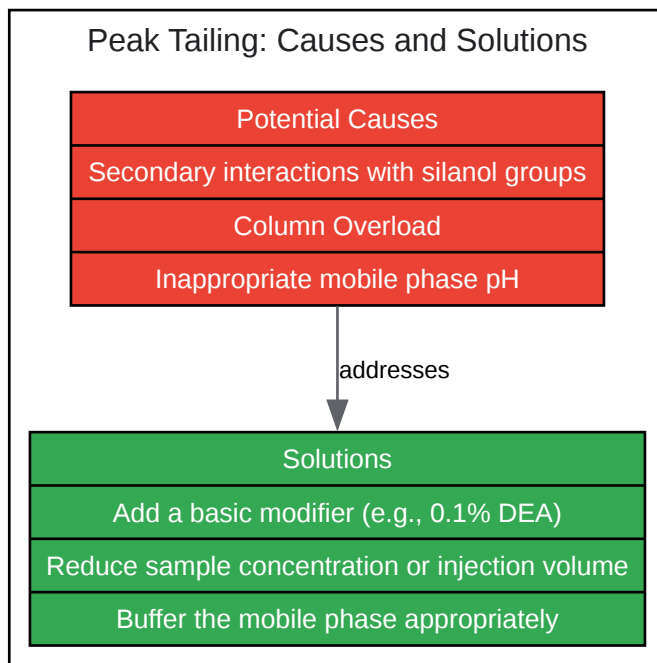 Peak Tailing: Causes and Solutions
Potential Causes
Secondary interactions with silanol groups
Column Overload
Inappropriate mobile phase pH
addresses
Solutions
Add a basic modifier (e.g., 0.1% DEA)
Reduce sample concentration or injection volume
Buffer the mobile phase appropriately